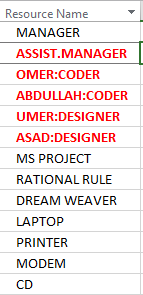 Resource Name
MANAGER
ASSIST.MANAGER
OMER:CODER
ABDULLAH:CODER
UMER:DESIGNER
ASAD:DESIGNER
MS PROJECT
RATIONAL RULE
DREAM WEAVER
LAPTOP
PRINTER
MODEM
CD